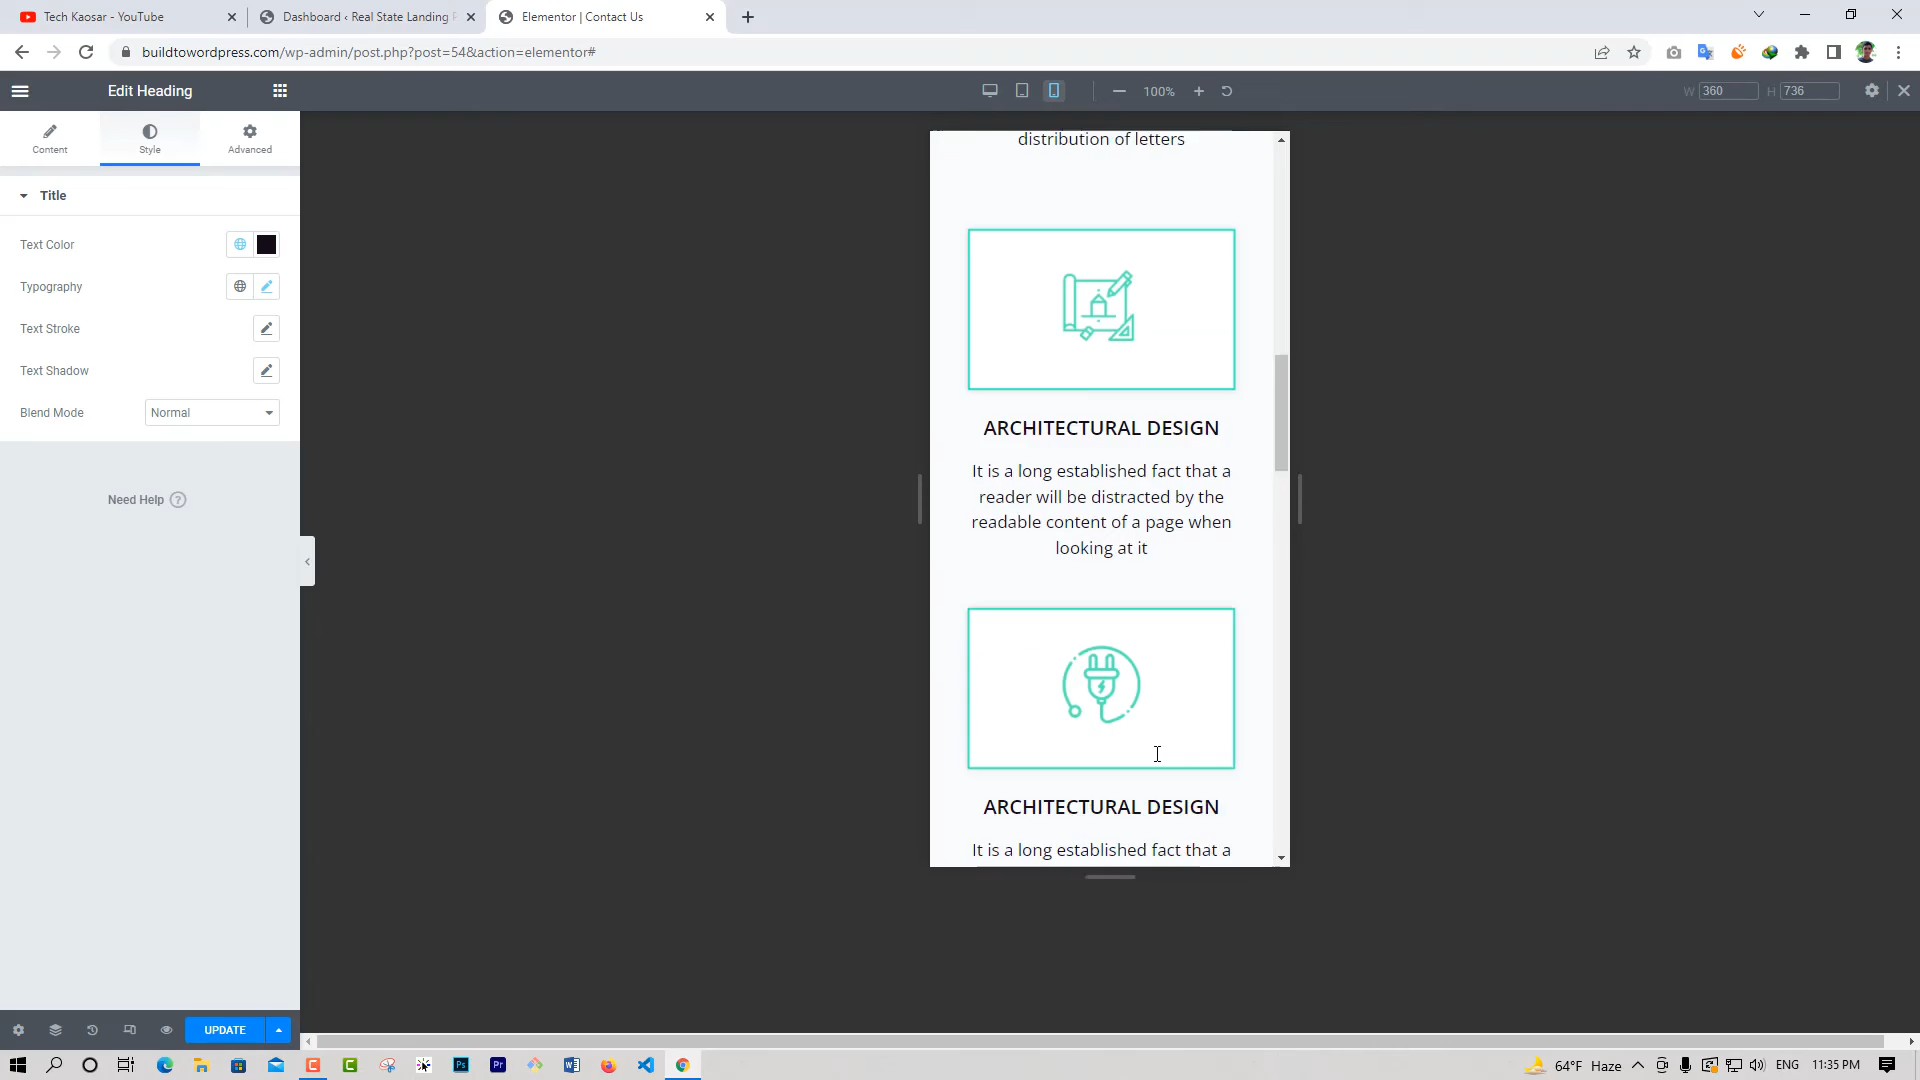 Tech Kaosar - YouTube
Dashboard ‹ Real State Landing
Elementor | Contact Us
buildtowordpress.com/wp-admin/post.php?post=54&action=elementor#
Edit Heading
100%
W 360
H 736
Content
Style
Advanced
Title
Text Color
Typography
Text Stroke
Text Shadow
Blend Mode
Normal
Need Help ?
distribution of letters
ARCHITECTURAL DESIGN
It is a long established fact that a
reader will be distracted by the
readable content of a page when
looking at it
ARCHITECTURAL DESIGN
It is a long established fact that a
UPDATE
Ps
Pr
64°F Haze
ENG
11:35 PM